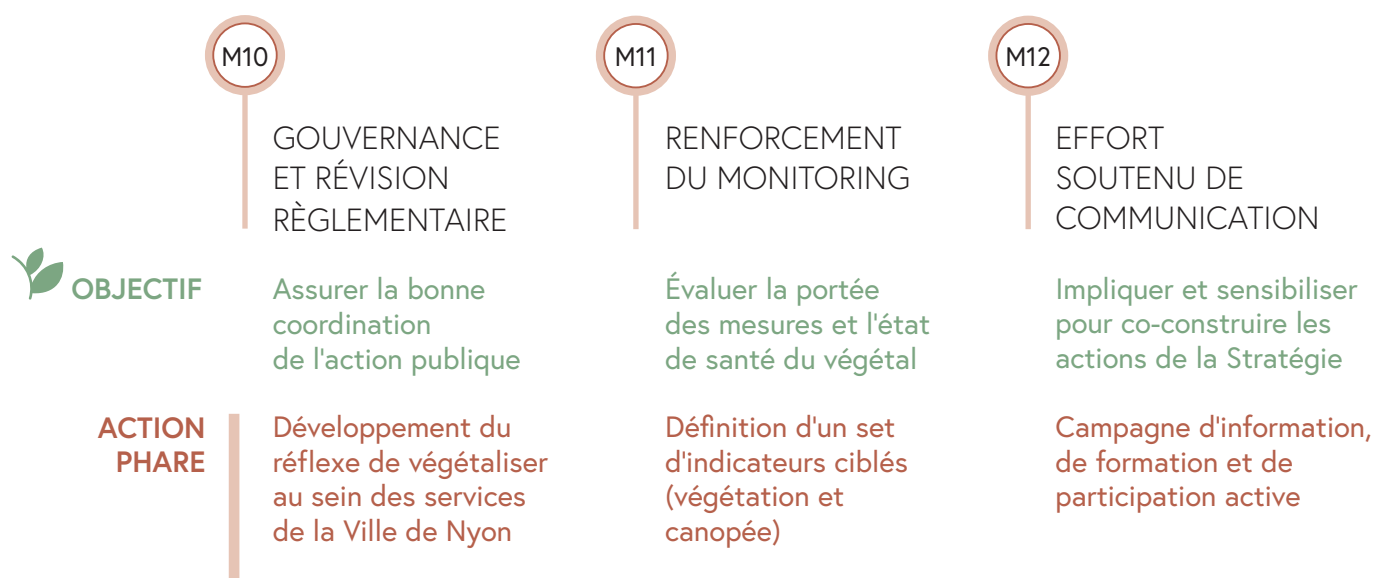 M10
GOUVERNANCE
ET RÉVISION
RÈGLEMENTAIRE
M11
RENFORCEMENT
DU MONITORING
M12
EFFORT
SOUTENU DE
COMMUNICATION
OBJECTIF
Assurer la bonne
coordination
de l'action publique
Évaluer la portée
des mesures et l'état
de santé du végétal
Impliquer et sensibiliser
pour co-construire les
actions de la Stratégie
ACTION
PHARE
Développement du
réflexe de végétaliser
au sein des services
de la Ville de Nyon
Définition d'un set
d'indicateurs ciblés
(végétation et
canopée)
Campagne d'information,
de formation et de
participation active